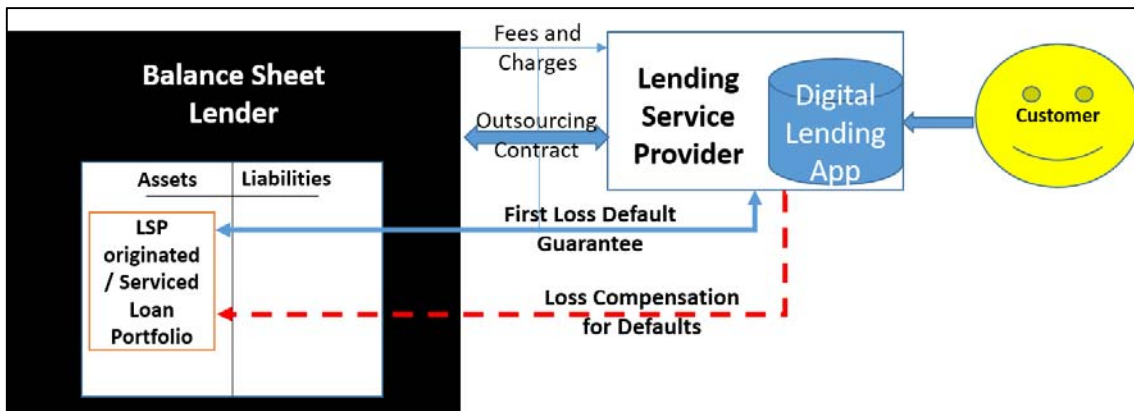 Balance Sheet
Lender
Assets
Liabilities
LSP
originated
/ Serviced
Loan
Portfolio
Fees and
Charges
Outsourcing
Contract
First Loss Default
Guarantee
Loss Compensation
for Defaults
Lending
Service
Provider
Digital
Lending
App
Customer